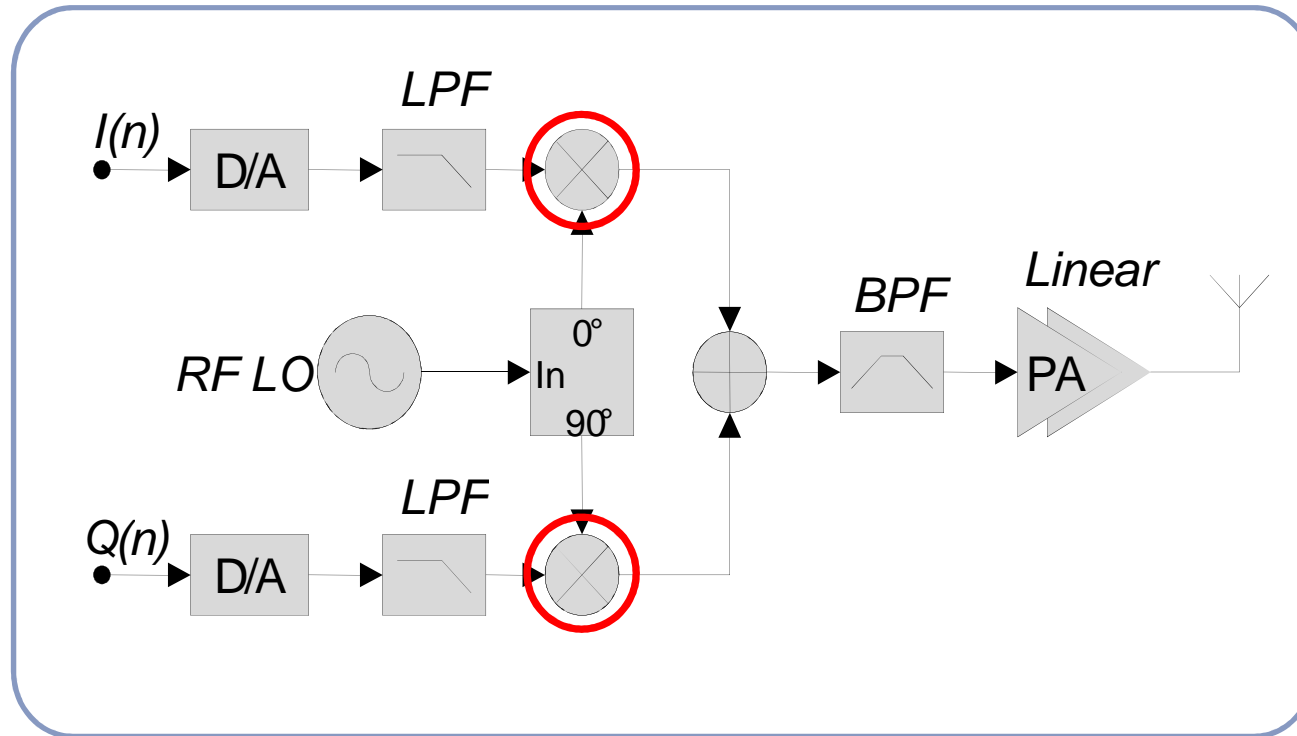 LPF
I(n)
D/A
Linear
BPF
0°
RF LO
In
PA
90°
LPF
Q(n)
D/A